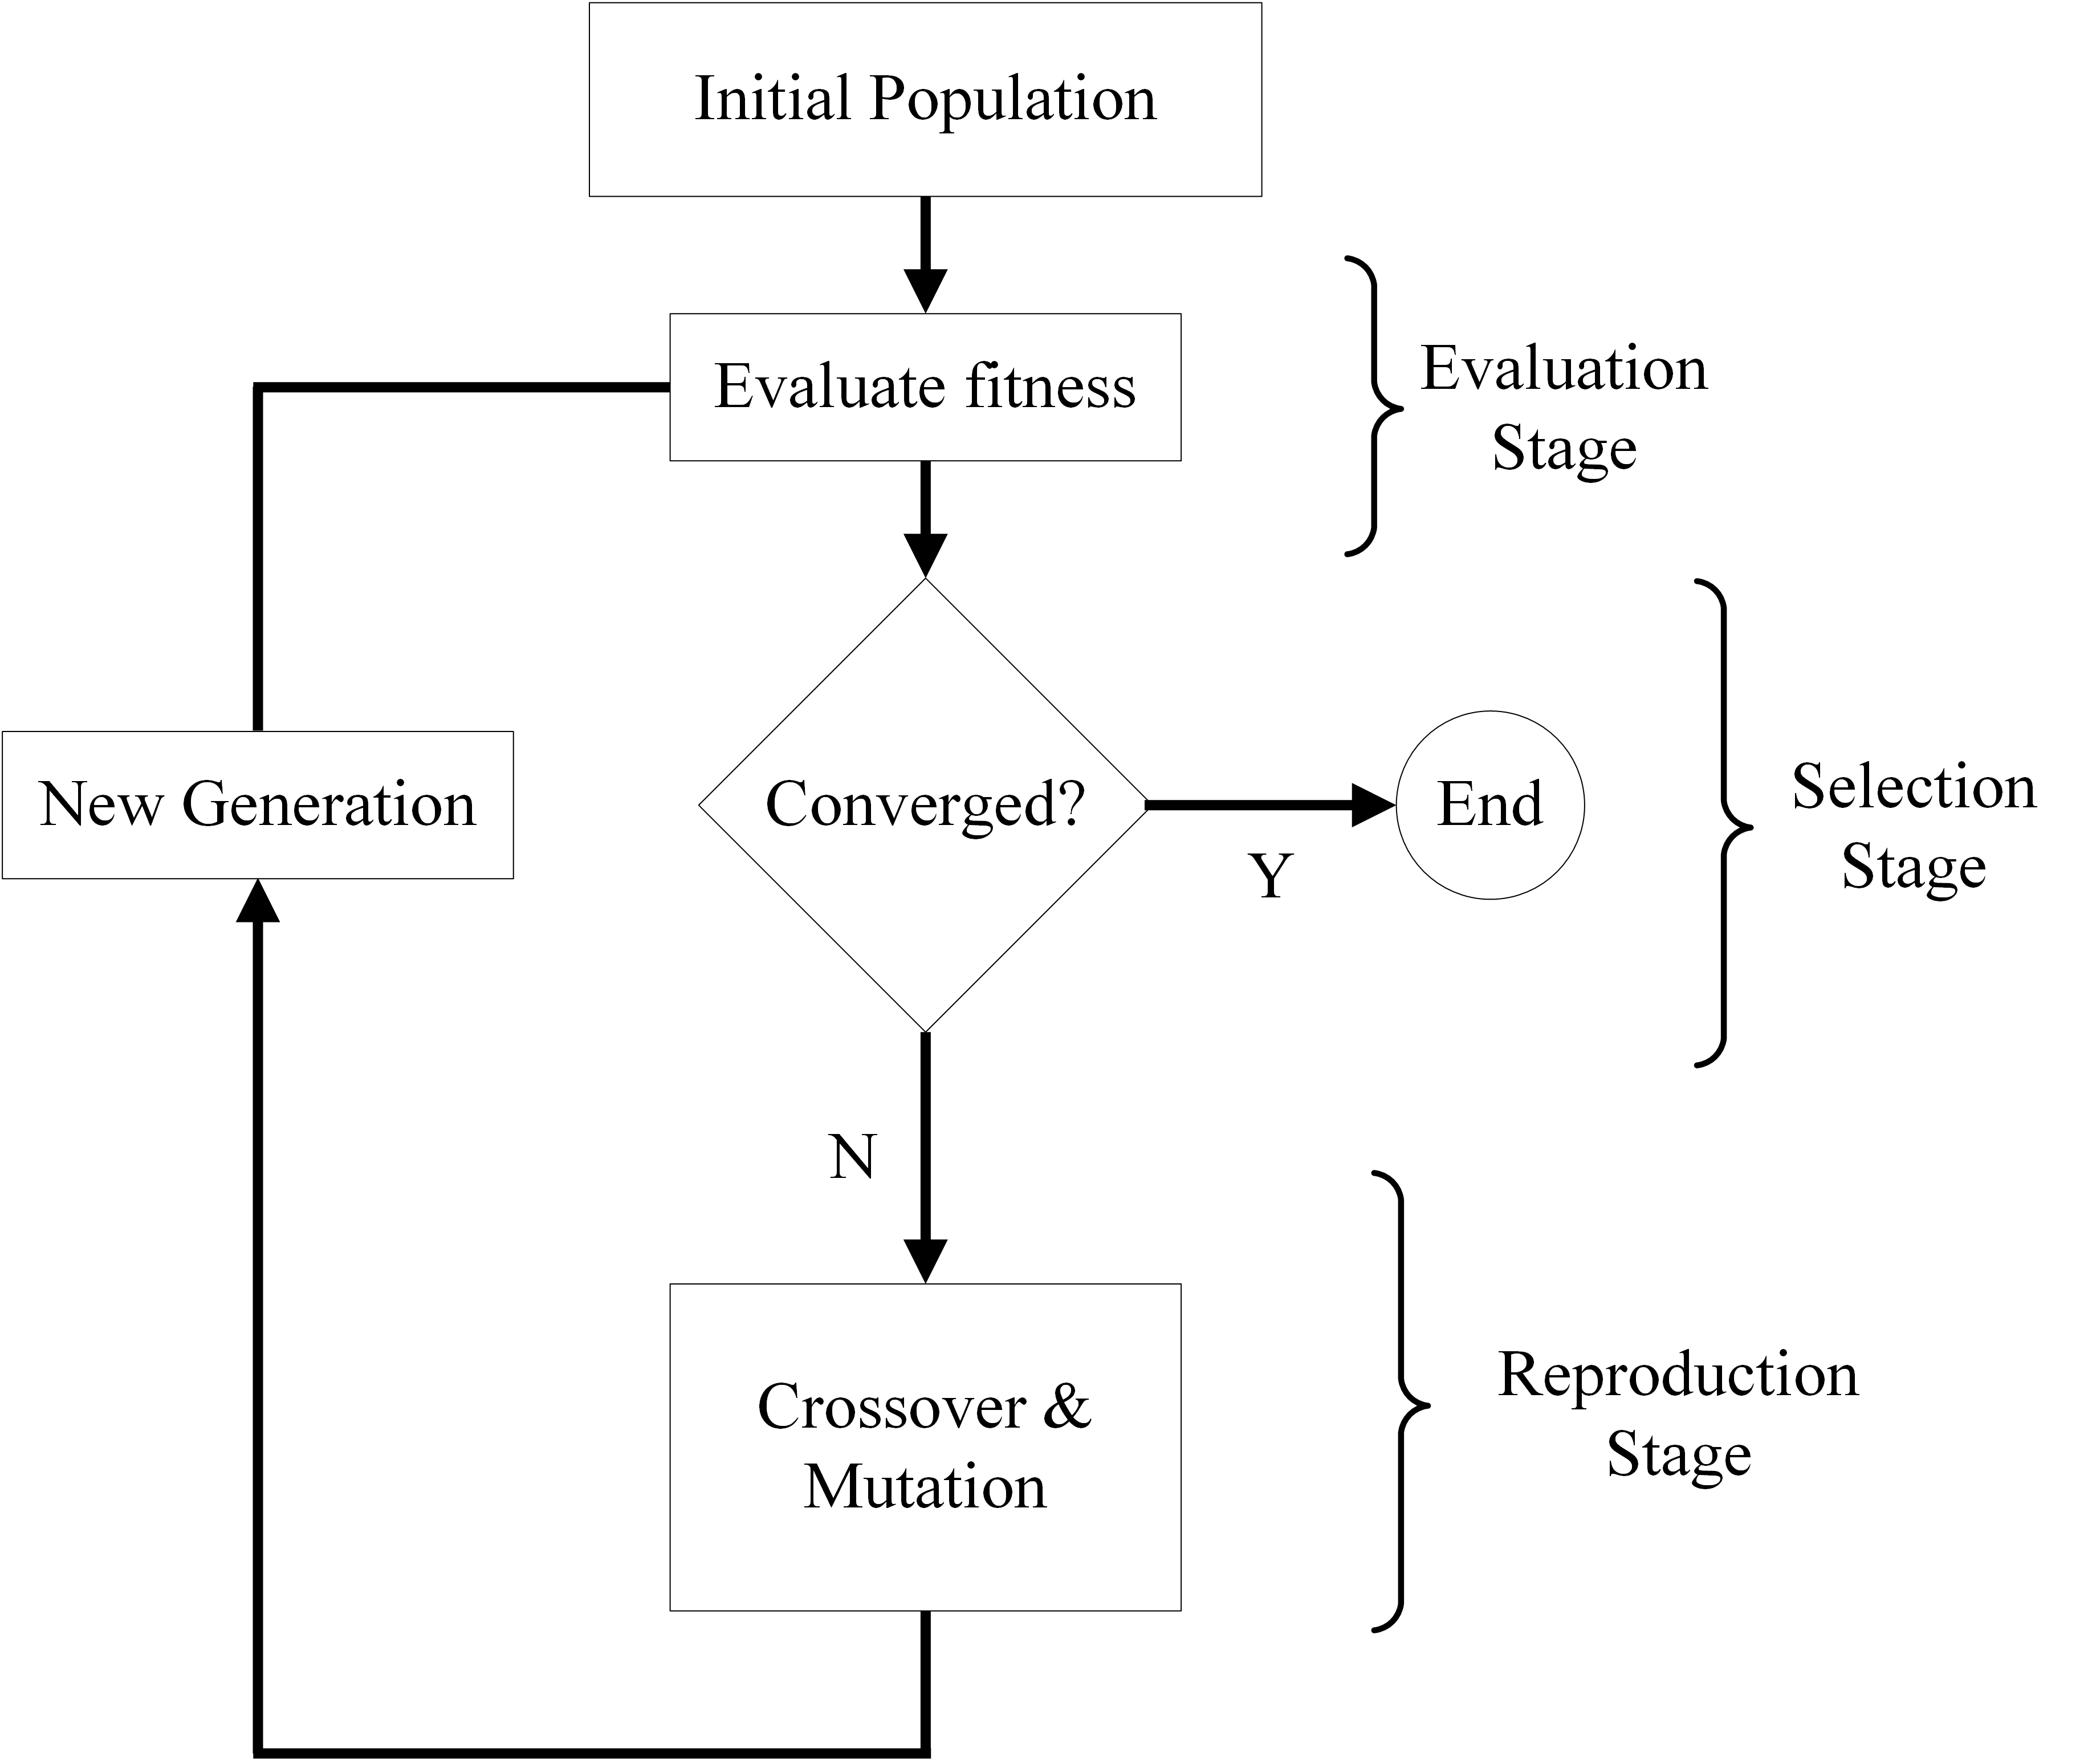 Initial Population
Evaluate fitness
Evaluation
Stage
New Generation
Converged?
Y
End
Selection
Stage
N
Crossover &
Mutation
Reproduction
Stage